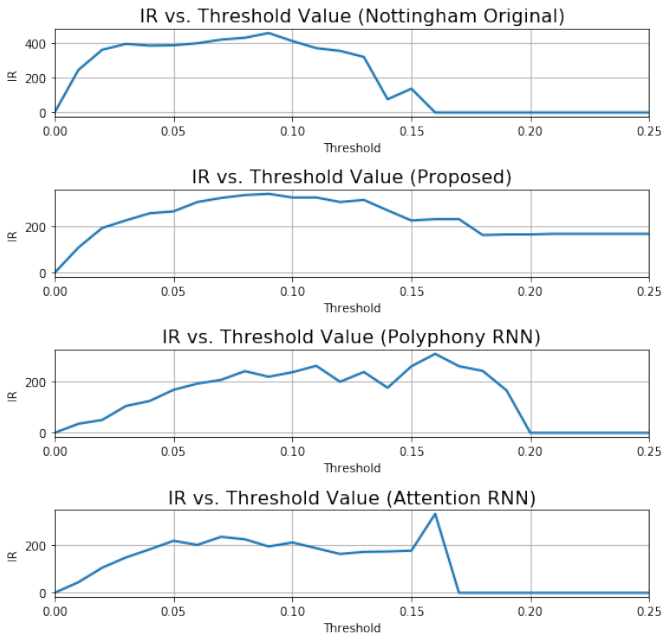 IR vs. Threshold Value (Nottingham Original)
400
200
0
IR
0.00 0.05 0.10 0.15 0.20 0.25
Threshold
IR vs. Threshold Value (Proposed)
200
0
IR
0.00 0.05 0.10 0.15 0.20 0.25
Threshold
IR vs. Threshold Value (Polyphony RNN)
200
0
IR
0.00 0.05 0.10 0.15 0.20 0.25
Threshold
IR vs. Threshold Value (Attention RNN)
200
0
IR
0.00 0.05 0.10 0.15 0.20 0.25
Threshold